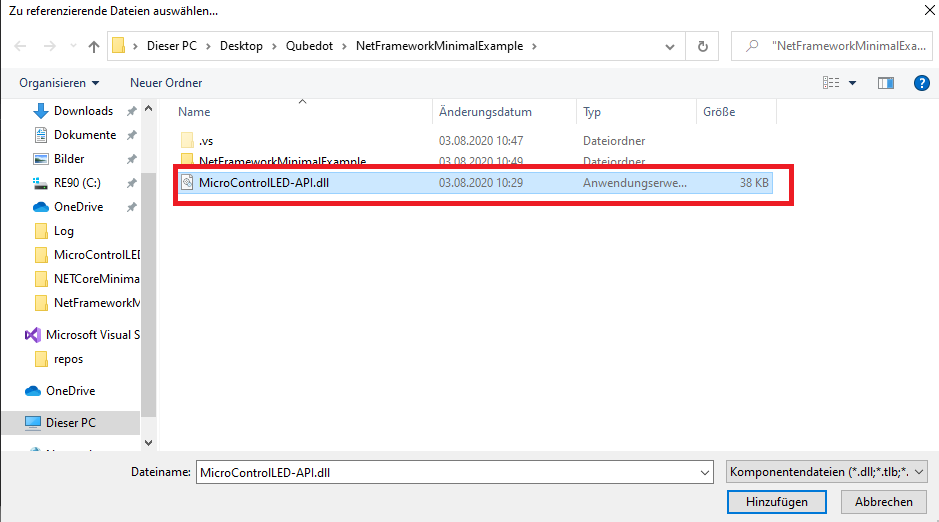 Zu referenzierende Dateien auswählen...
Dieser PC > Desktop > Qubedot > NetFrameworkMinimalExample >
"NetFrameworkMinimalExa...
Organisieren
Neuer Ordner
Name
Änderungsdatum
Typ
Größe
Downloads
Dokumente
Bilder
RE90 (C:)
OneDrive
Log
MicroControlLED
NETCoreMinima
NetFrameworkM
Microsoft Visual S
repos
OneDrive
Dieser PC
.vs
03.08.2020 10:47
Dateiordner
NetFrameworkMinimalExample
03.08.2020 10:49
Dateiordner
MicroControlLED-API.dll
03.08.2020 10:29
Anwendungserwe...
38 KB
Dateiname:
MicroControlLED-API.dll
Komponentendateien (*.dll;*.tlb;*.
Hinzufügen
Abbrechen